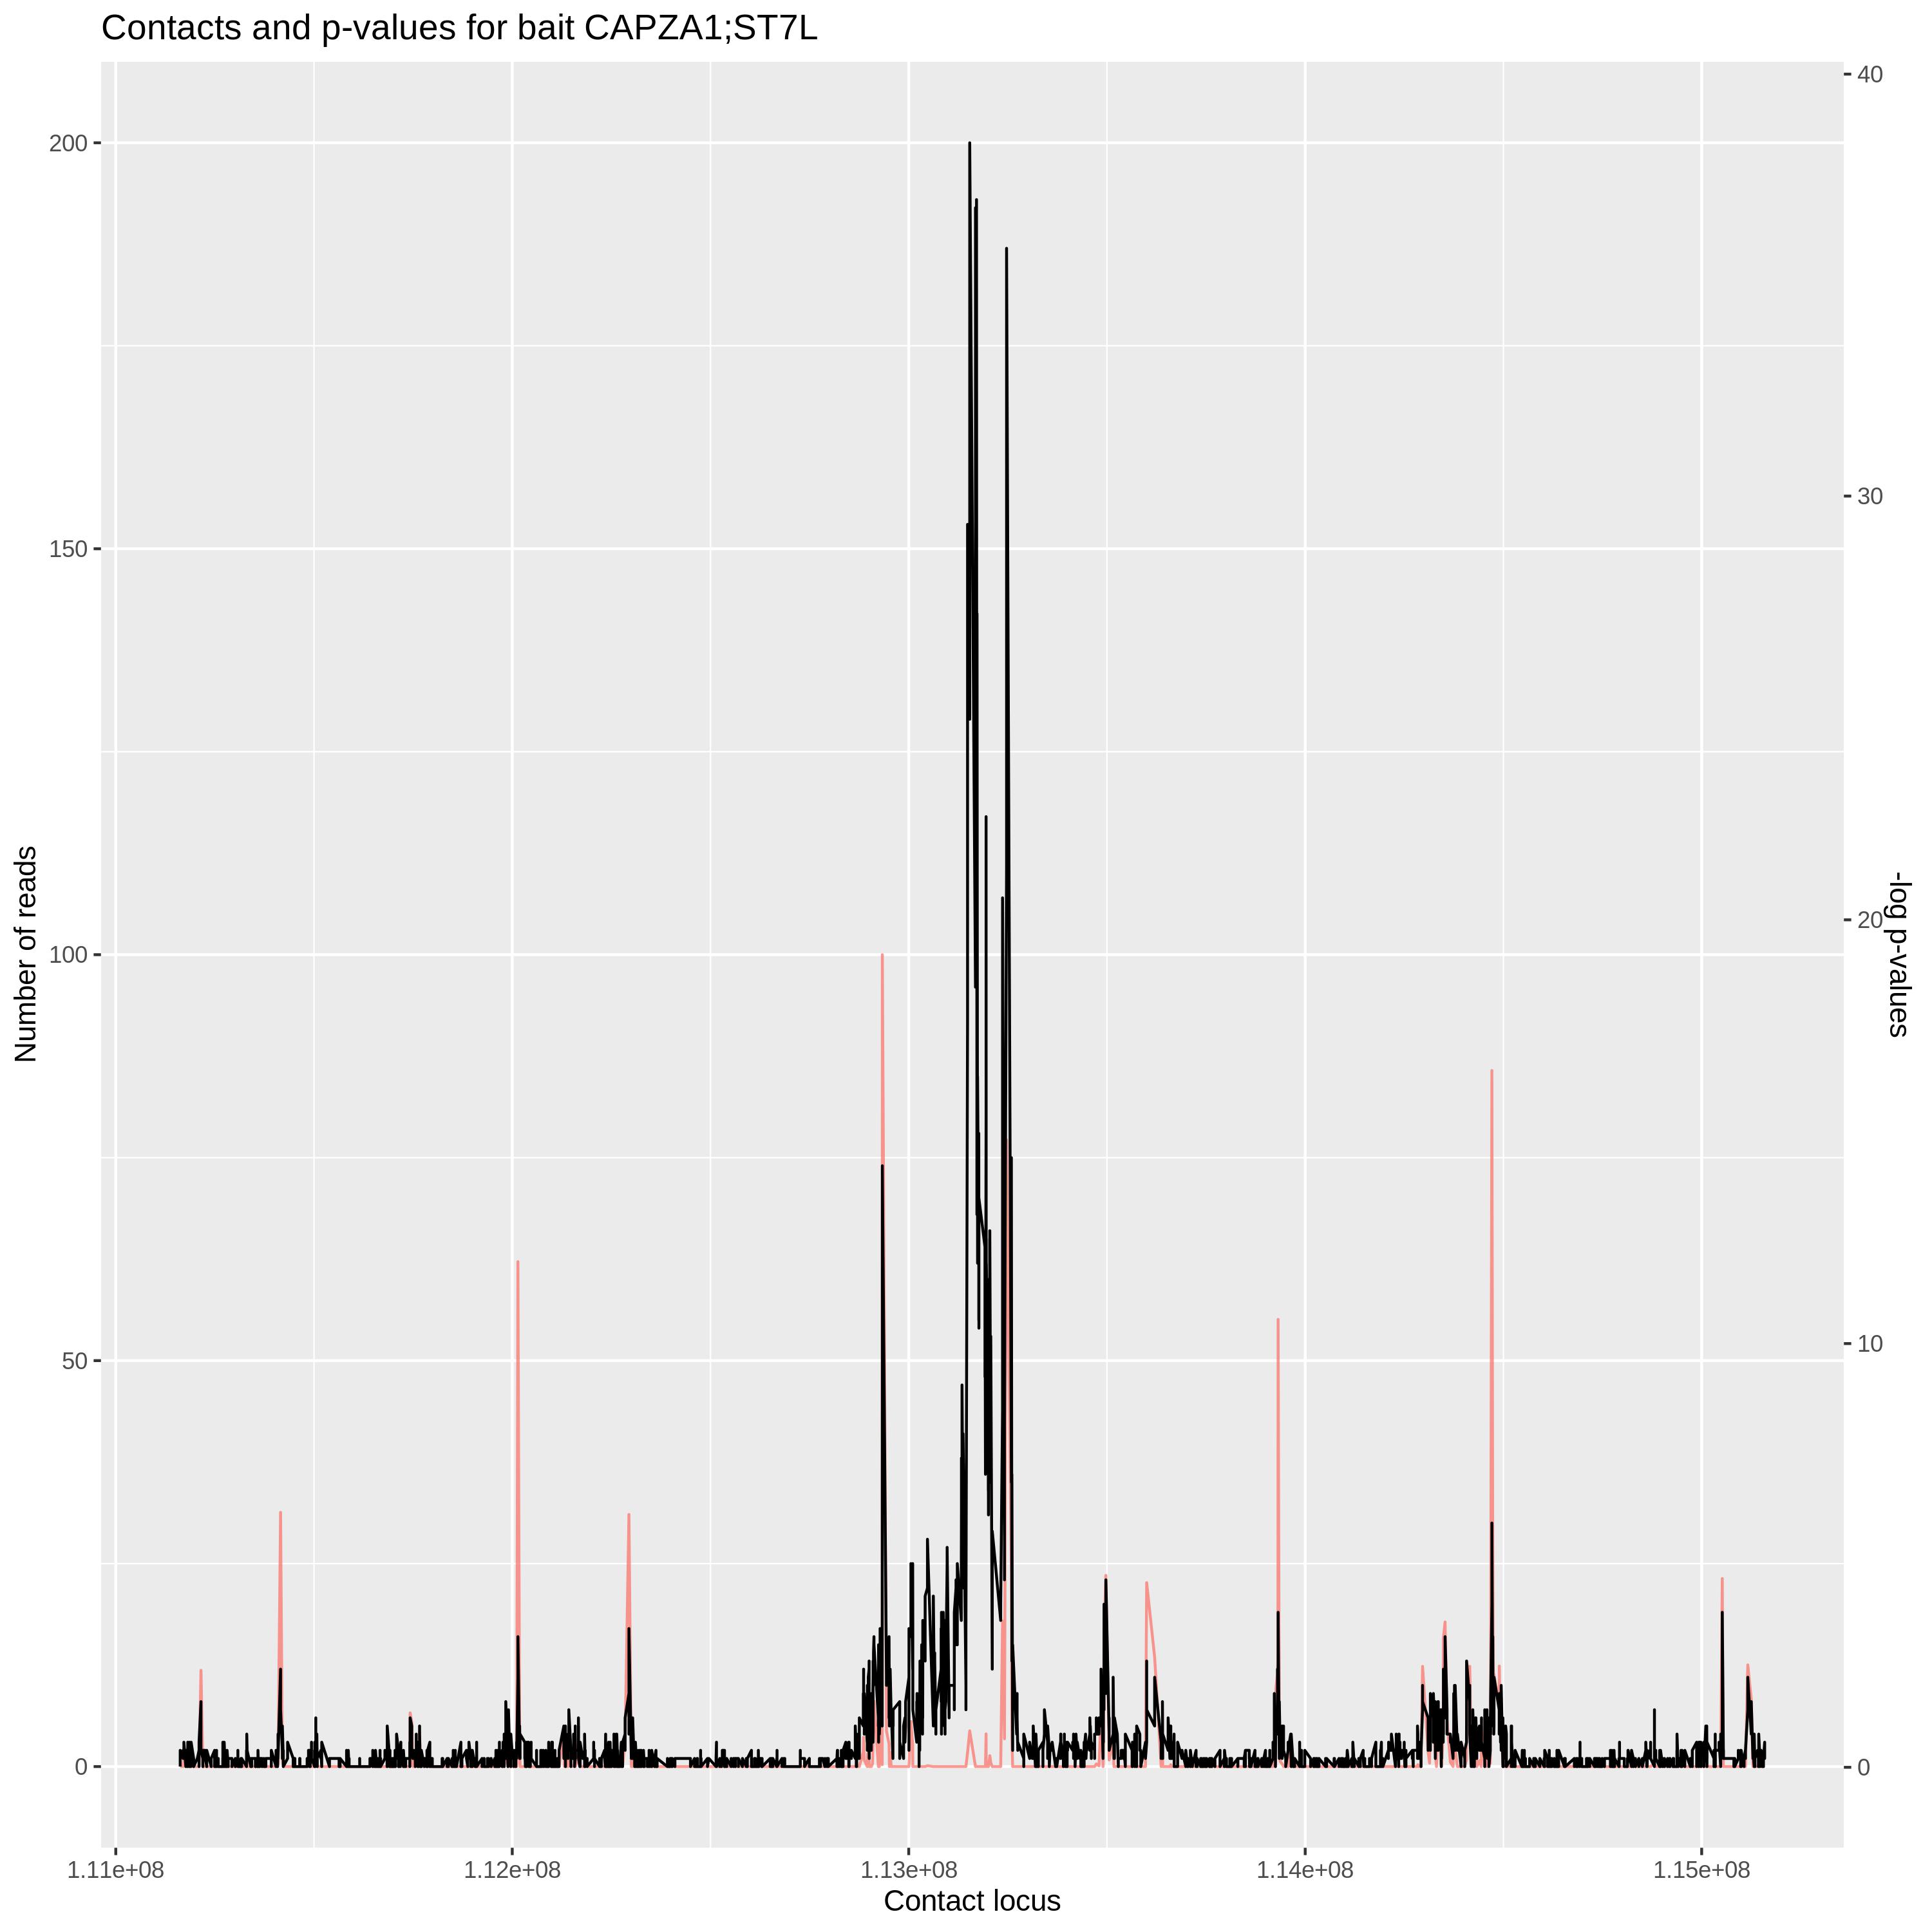 Contacts and p-values for bait CAPZA1;ST7L
200
150
100
50
0
Number of reads
40
30
20
10
0
-log p-values
1.11e+08
1.12e+08
1.13e+08
1.14e+08
1.15e+08
Contact locus